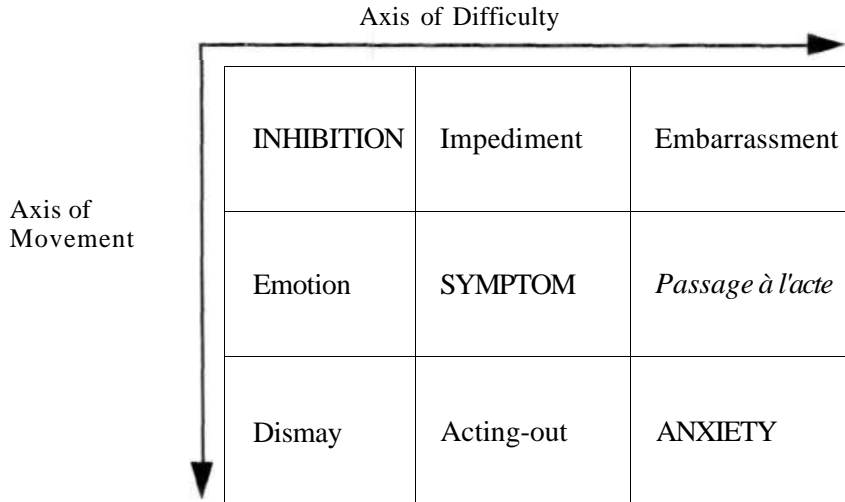 Axis of Difficulty
INHIBITION Impediment Embarrassment
Axis of
Movement
Emotion SYMPTOM Passage à l'acte
Dismay Acting-out ANXIETY